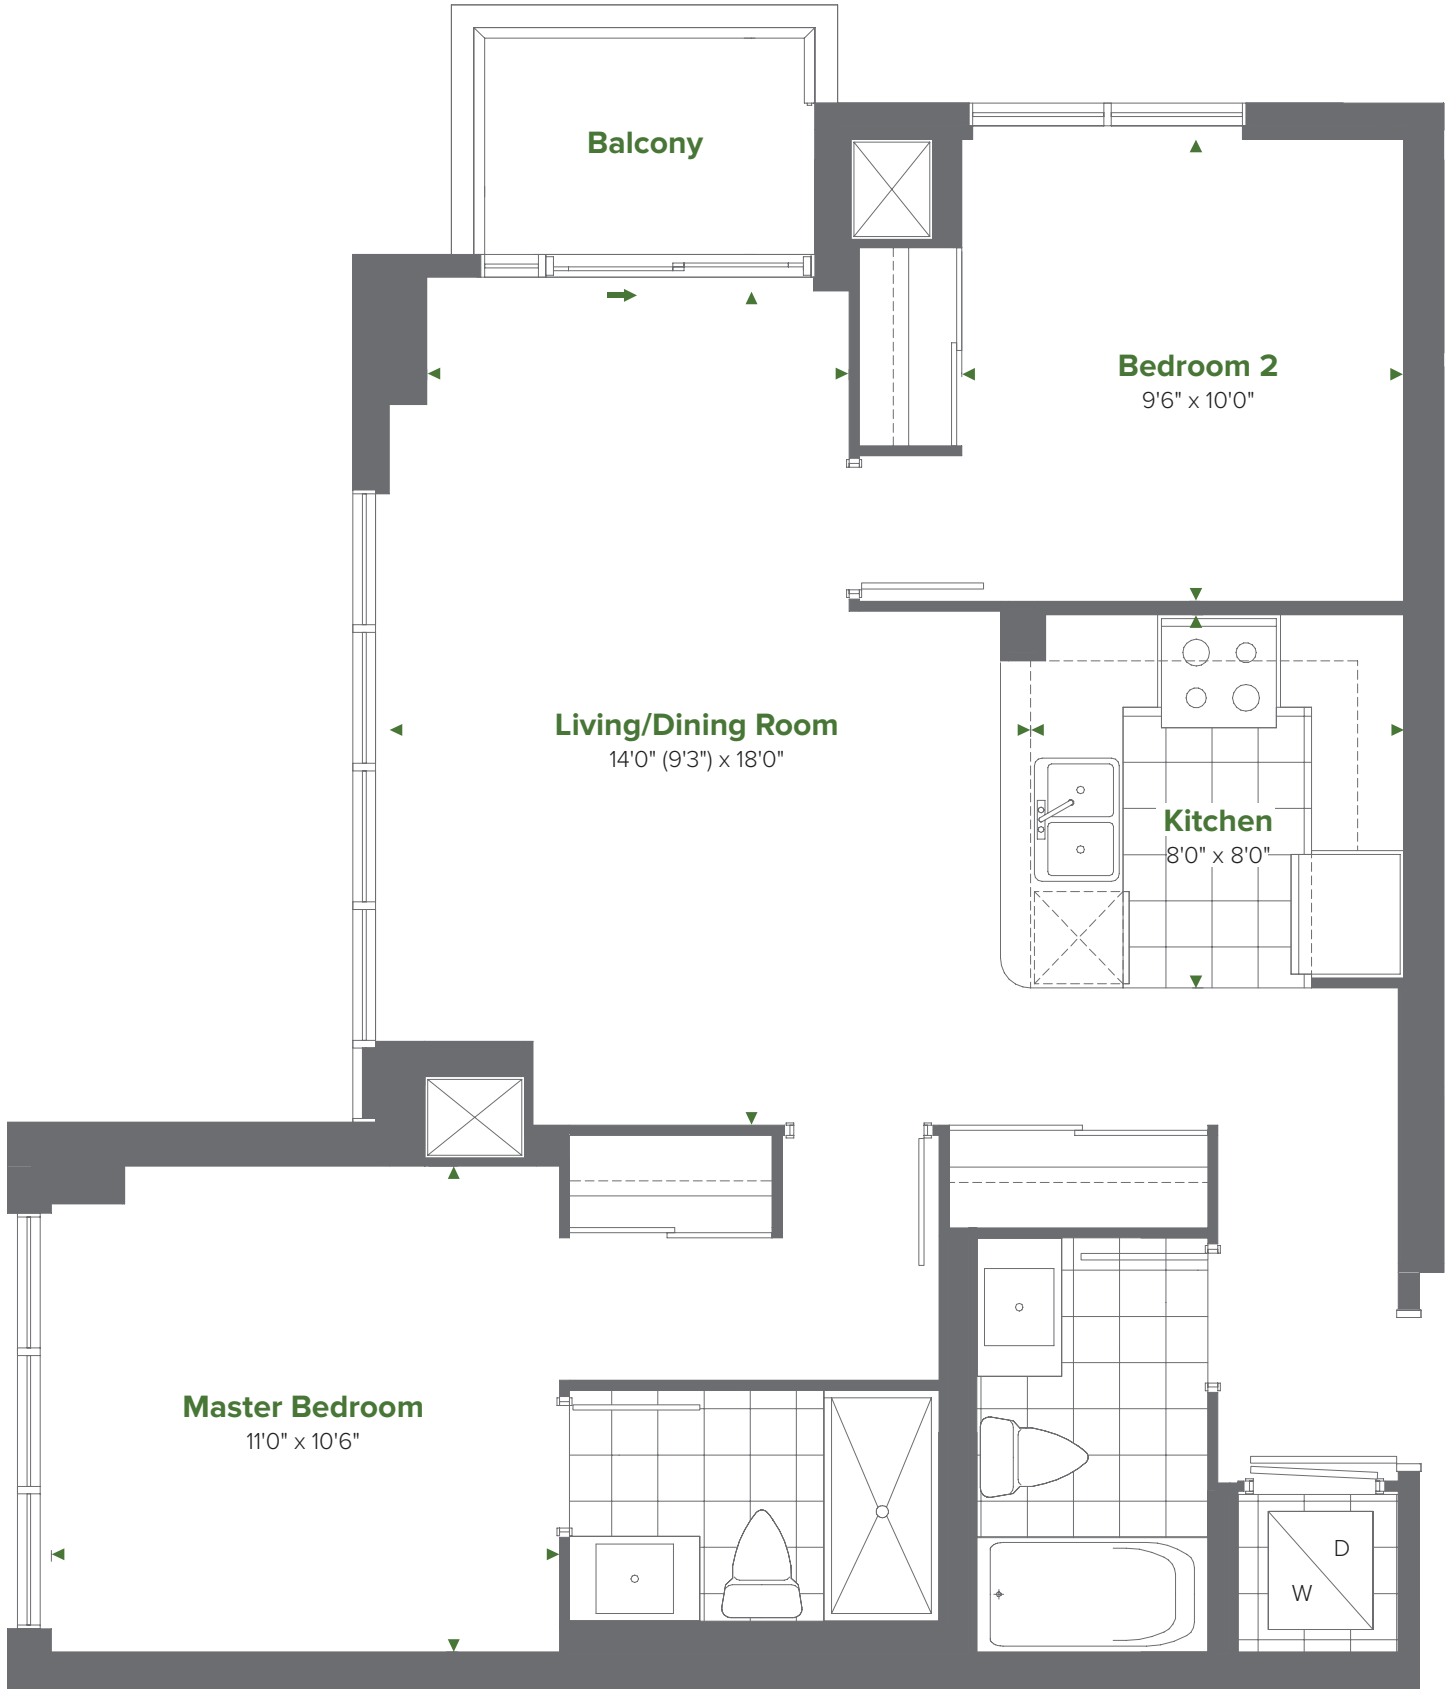 Balcony
Bedroom 2
9'6" x 10'0"
Living/Dining Room
14'0" (9'3") x 18'0"
Kitchen
8'0" x 8'0"
Master Bedroom
11'0" x 10'6"
D
W